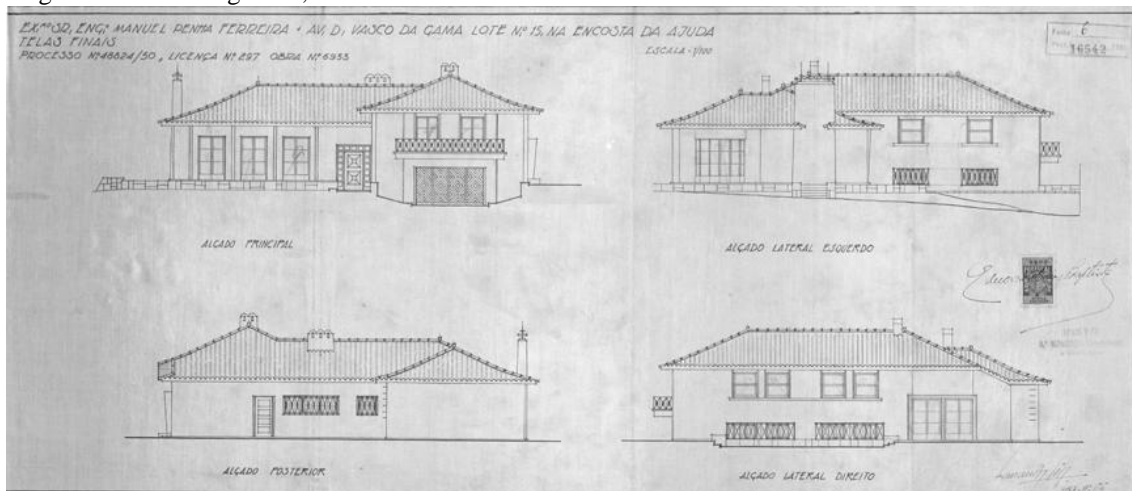 EXMº SR. ENGº MANUEL PENHA FERREIRA + AV. D. VASCO DA GAMA LOTE Nº 15, NA ENCOSTA DA AJUDA
TELAS FINAIS
PROCESSO Nº 48824/50, LICENÇA Nº 297 OBRA Nº 6953
ESCALA - 1/100
6
16542
ALÇADO PRINCIPAL
ALÇADO LATERAL ESQUERDO
ALÇADO POSTERIOR
ALÇADO LATERAL DIREITO